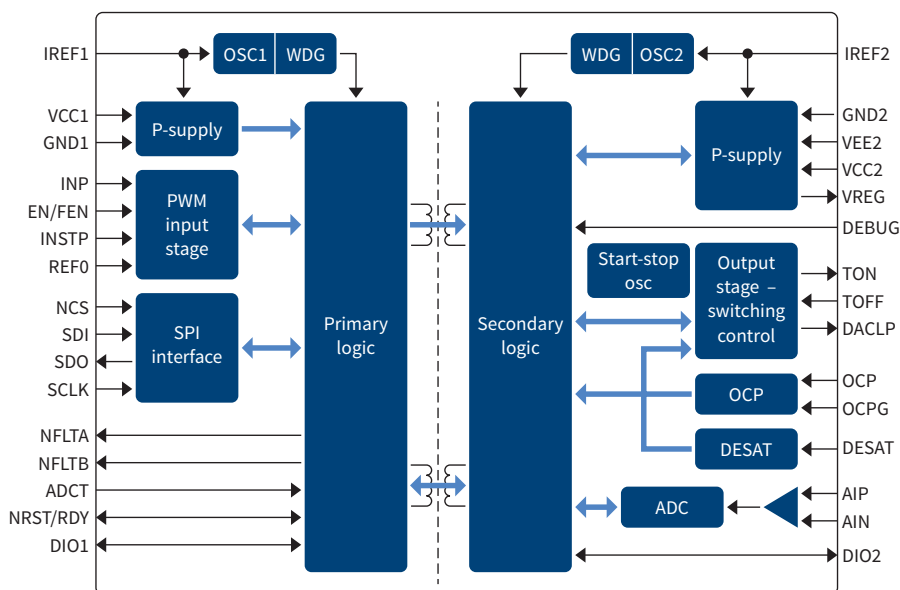 IREF1
OSC1 WDG
WDG OSC2
IREF2
VCC1
GND1
P-supply
INP
EN/FEN
INSTP
REF0
PWM
input
stage
NCS
SDI
SDO
SCLK
SPI
interface
NFLTA
NFLTB
ADCT
NRST/RDY
DIO1
Primary
logic
Secondary
logic
P-supply
GND2
VEE2
VCC2
VREG
DEBUG
Start-stop
osc
Output
stage –
switching
control
TON
TOFF
DACLP
OCP
OCP
OCPG
DESAT
DESAT
ADC
AIP
AIN
DIO2